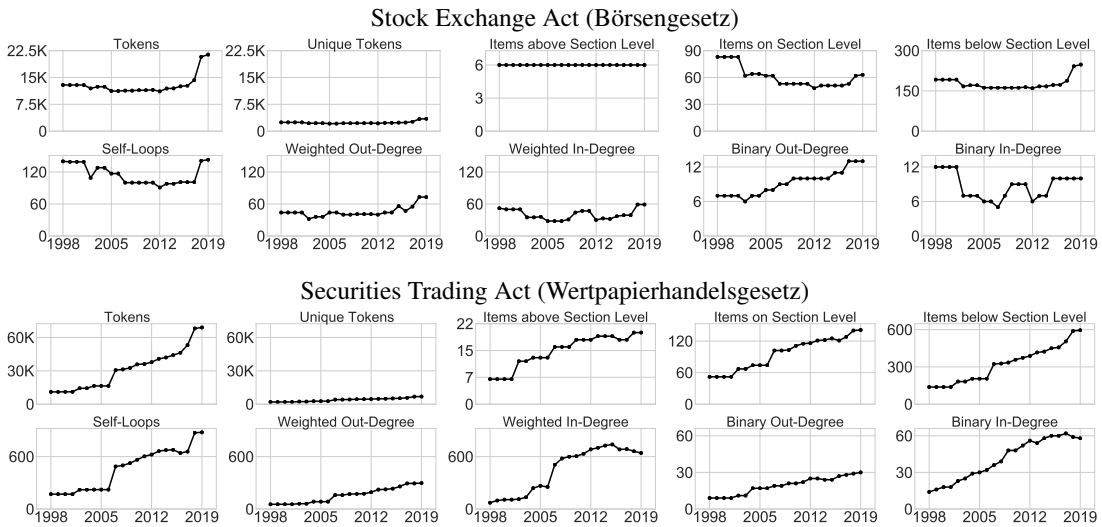 Stock Exchange Act (Börsengesetz)
Tokens Unique Tokens Items above Section Level Items on Section Level Items below Section Level
22.5K 22.5K 6 90 300
15K 15K 60
7.5K 7.5K 3 30 150
0 0 0 0 0
Self-Loops Weighted Out-Degree Weighted In-Degree Binary Out-Degree Binary In-Degree
120 120 120 12 12
60 60 60 6 6
0 0 0 0 0
1998 2005 2012 2019 1998 2005 2012 2019 1998 2005 2012 2019 1998 2005 2012 2019 1998 2005 2012 2019
Securities Trading Act (Wertpapierhandelsgesetz)
Tokens Unique Tokens Items above Section Level Items on Section Level Items below Section Level
60K 60K 22 120 600
30K 30K 15 60 300
7
0 0 0 0 0
Self-Loops Weighted Out-Degree Weighted In-Degree Binary Out-Degree Binary In-Degree
600 600 600 60 60
30 30
0 0 0 0 0
1998 2005 2012 2019 1998 2005 2012 2019 1998 2005 2012 2019 1998 2005 2012 2019 1998 2005 2012 2019